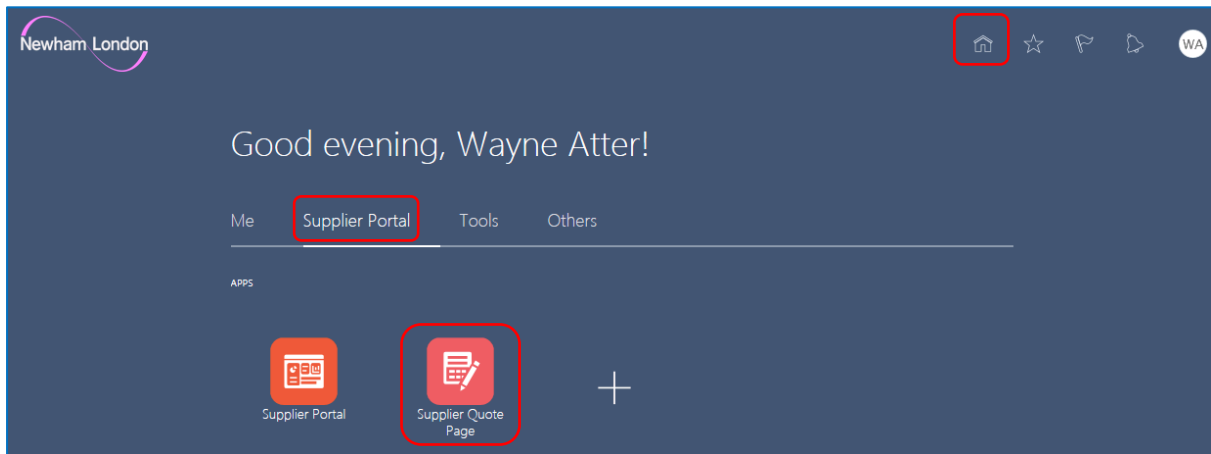 Newham London
WA
Good evening, Wayne Atter!
Me Supplier Portal Tools Others
APPS
Supplier Portal
Supplier Quote
Page